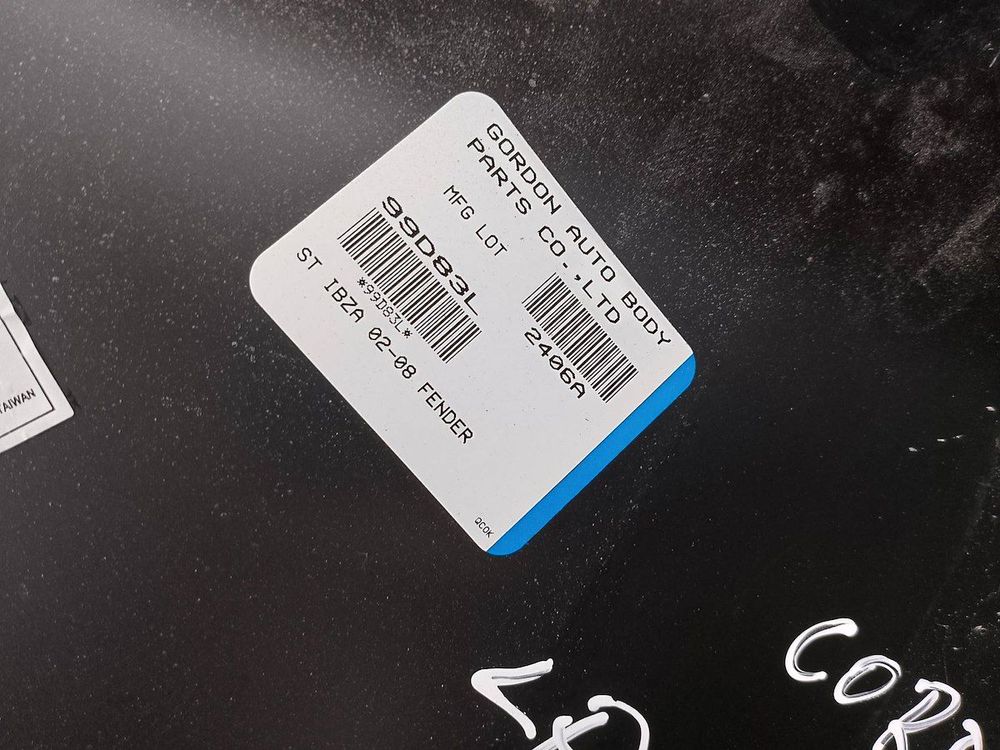 GORDON AUTO BODY
PARTS CO.,LTD
MFG LOT
2406A
99D83L
*99D83L*
ST IBZA 02-08 FENDER
QCOK
TAIWAN